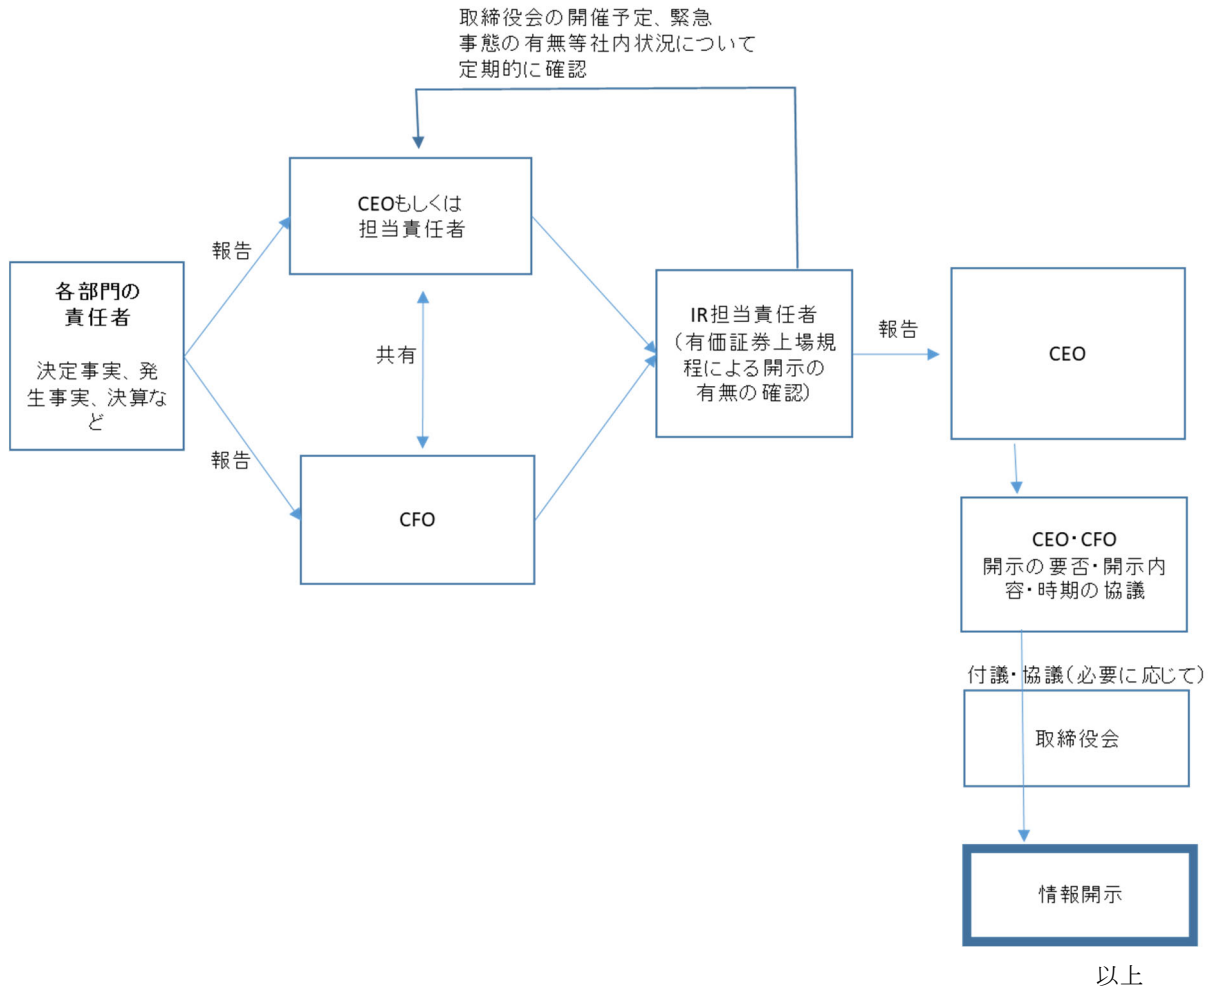 取締役会の開催予定、緊急
事態の有無等社内状況について
定期的に確認
CEOもしくは
担当責任者
報告
各部門の
責任者
決定事実、発
生事実、決算な
ど
共有
報告
CFO
IR担当責任者
（有価証券上場規
程による開示の
有無の確認）
報告
CEO
CEO・CFO
開示の要否・開示内
容・時期の協議
付議・協議（必要に応じて）
取締役会
情報開示
以上